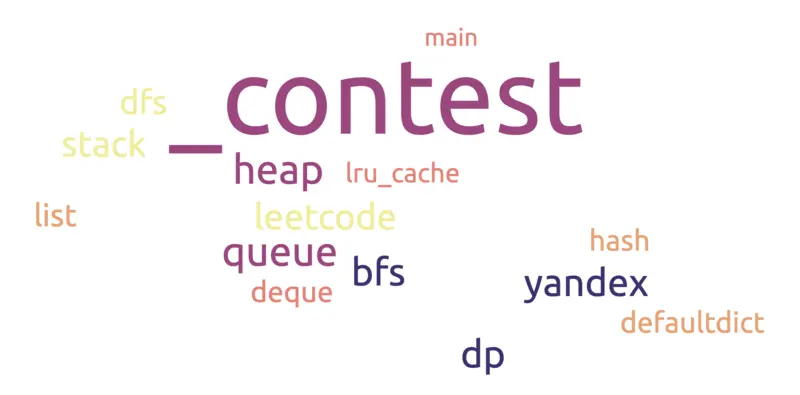 main
_contest
dfs
stack
heap
lru_cache
list
leetcode
queue
hash
bfs
yandex
deque
defaultdict
dp